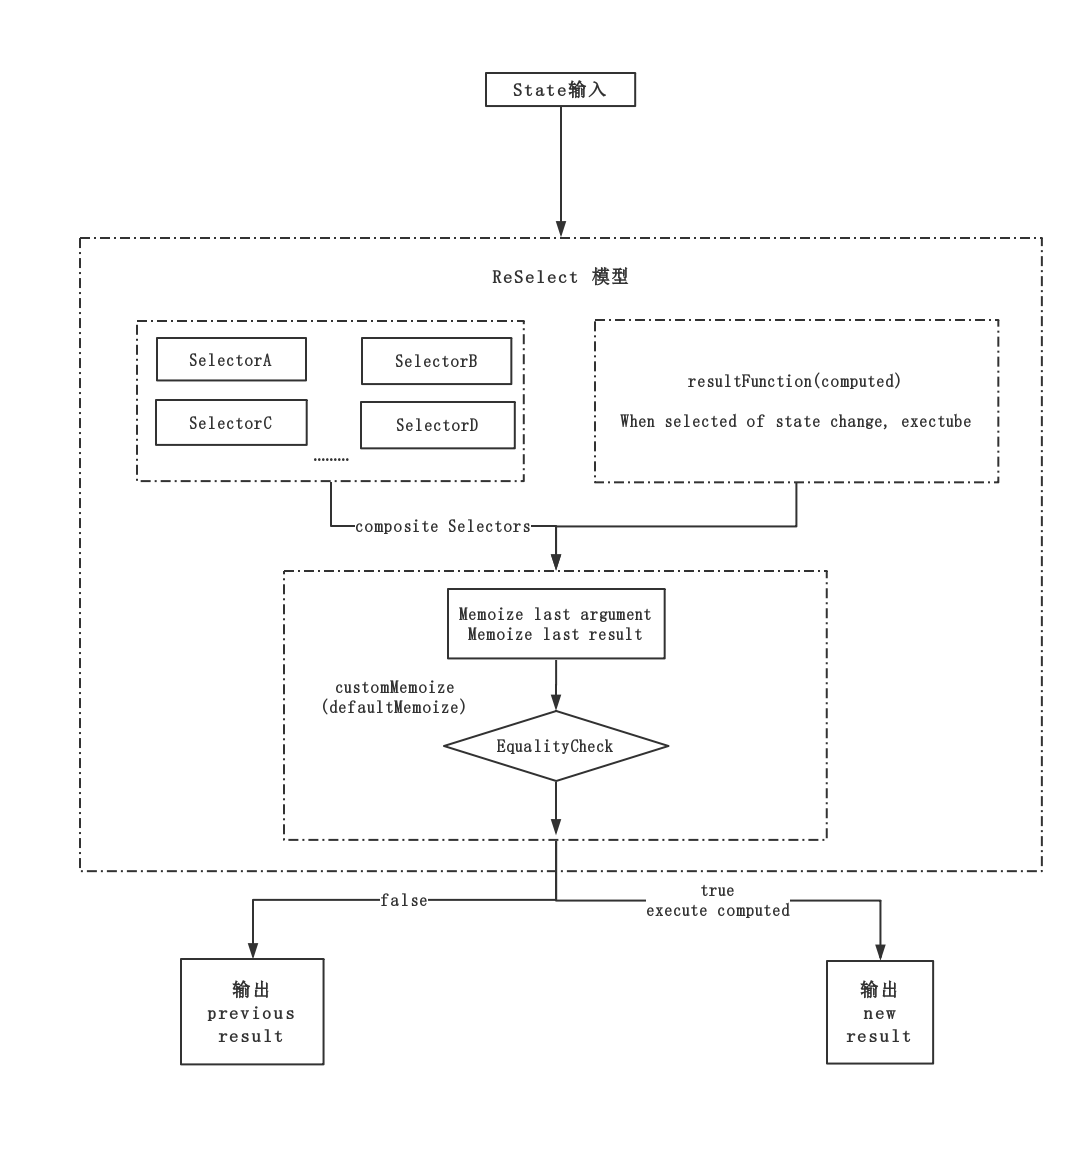 State输入
ReSelect 模型
SelectorA
SelectorB
SelectorC
SelectorD
.........
resultFunction(computed)
When selected of state change, exectube
composite Selectors
Memoize last argument
Memoize last result
customMemoize
(defaultMemoize)
EqualityCheck
false
true
execute computed
输出
previous
result
输出
new
result